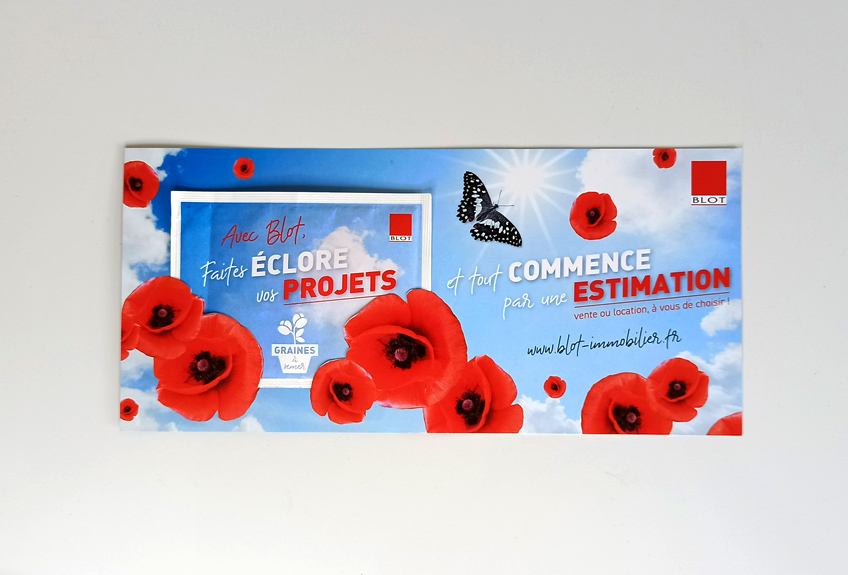 Avec Blot,
BLOT
Faites ÉCLORE
vos PROJETS
GRAINES
à
semer
BLOT
et tout COMMENCE
par une ESTIMATION
vente ou location, à vous de choisir !
www.blot-immobilier.fr